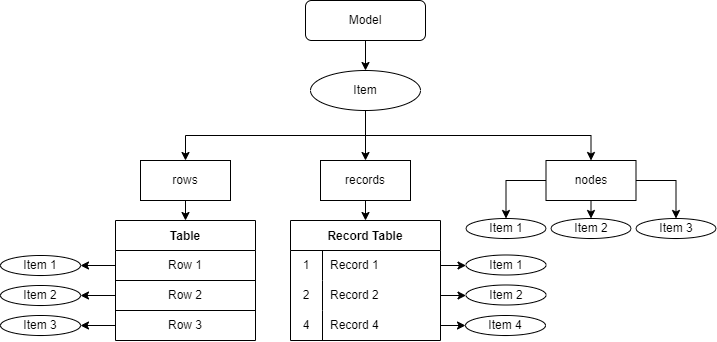 Model
Item
rows
records
nodes
Table
Item 1 Row 1
Item 2 Row 2
Item 3 Row 3
Record Table
1 Record 1 Item 1
2 Record 2 Item 2
4 Record 4 Item 4
Item 1 Item 2 Item 3